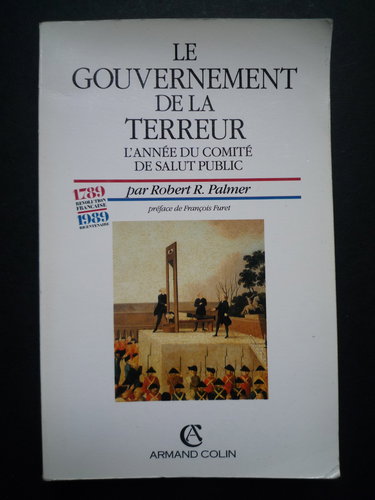 LE
GOUVERNEMENT
DE LA
TERREUR
L'ANNÉE DU COMITÉ
DE SALUT PUBLIC
1789
RÉVOLUTION
FRANÇAISE
1989
BICENTENAIRE
par Robert R. Palmer
préface de François Furet
AC
ARMAND COLIN